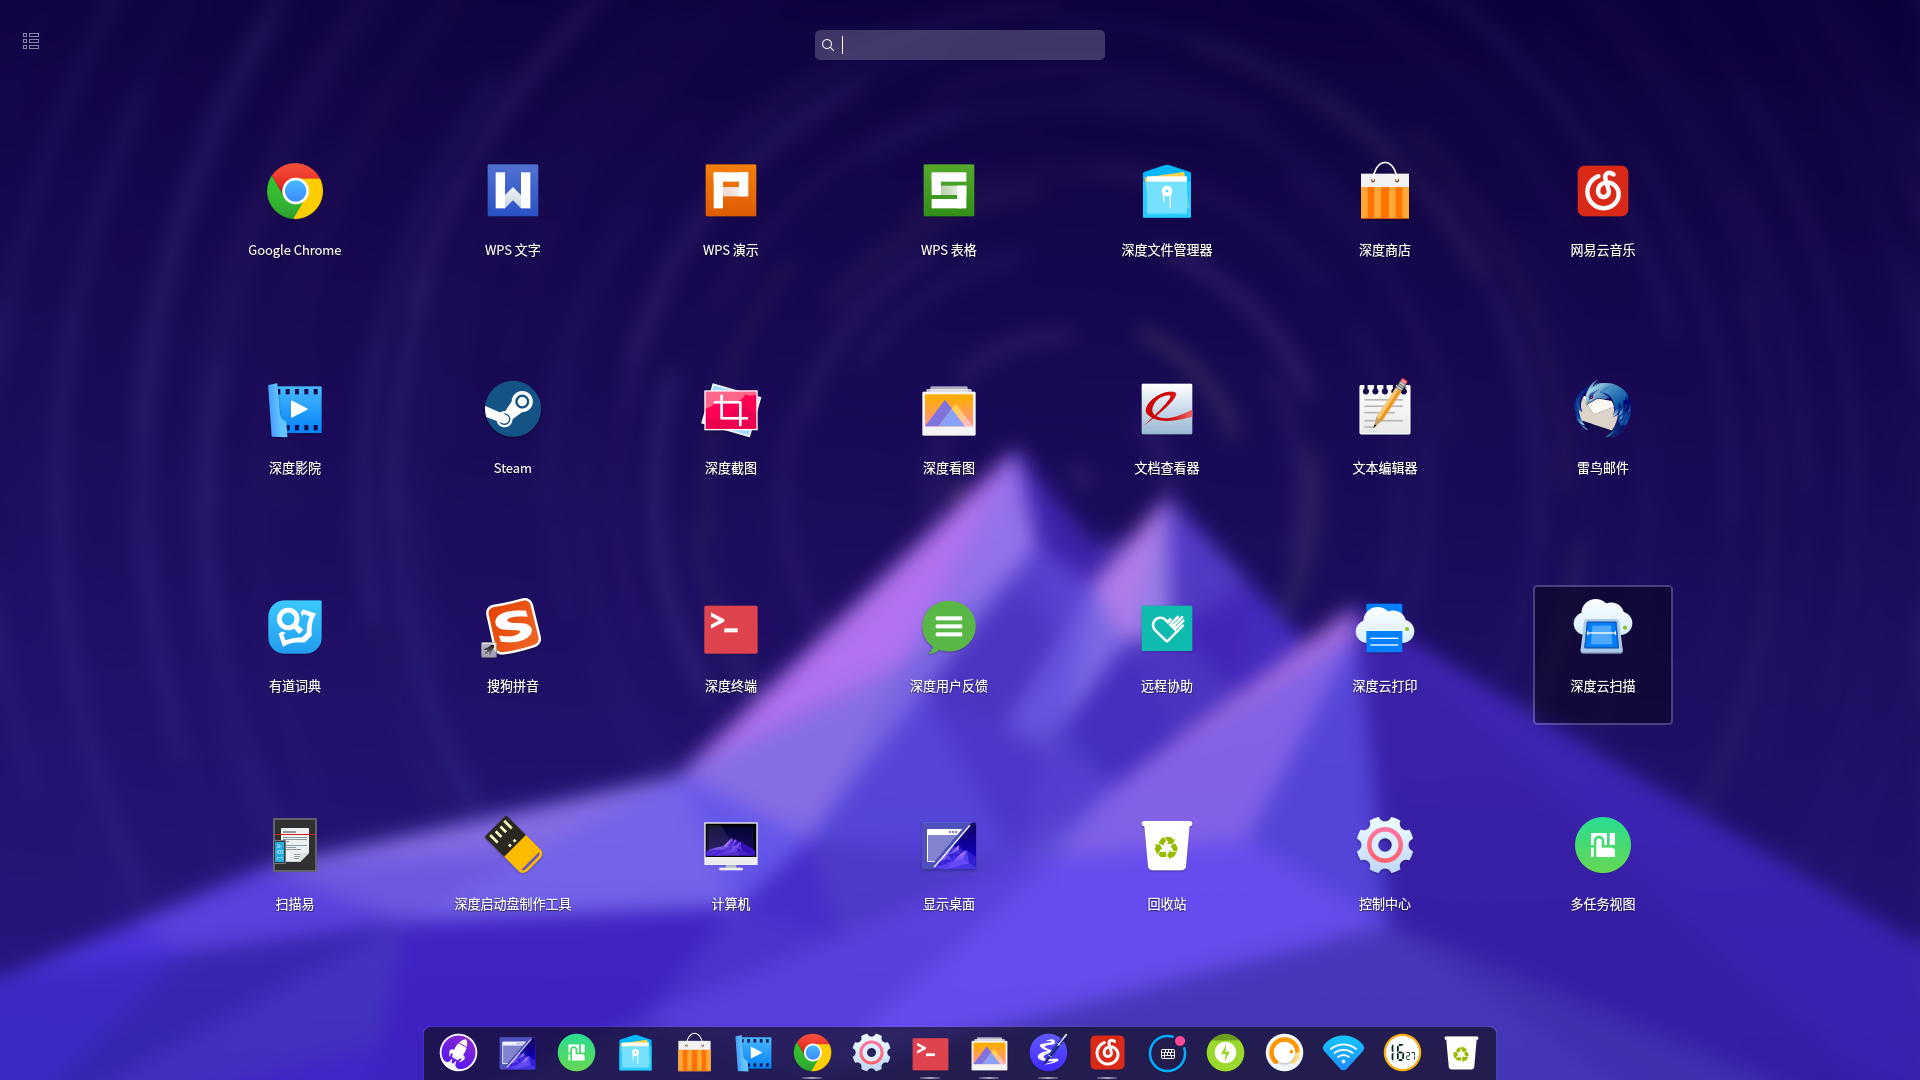 Google Chrome
WPS 文字
WPS 演示
WPS 表格
深度文件管理器
深度商店
网易云音乐
深度影院
Steam
深度截图
深度看图
文档查看器
文本编辑器
雷鸟邮件
有道词典
搜狗拼音
深度终端
深度用户反馈
远程协助
深度云打印
深度云扫描
扫描易
深度启动盘制作工具
计算机
显示桌面
回收站
控制中心
多任务视图
16 27